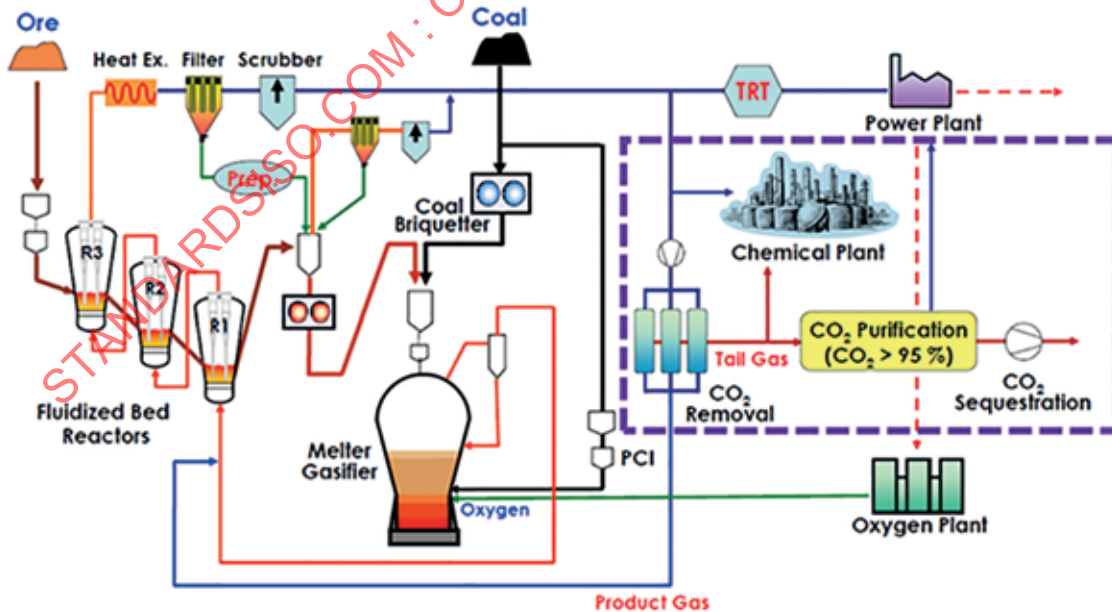 Ore
Coal
Heat Ex.
Filter
Scrubber
TRT
Power Plant
Prep.
Coal
Briquetter
Chemical Plant
R3
R2
R1
CO₂ Purification
(CO₂ > 95 %)
Tail Gas
CO₂
Removal
CO₂
Sequestration
Fluidized Bed
Reactors
Melter
Gasifier
PCI
Oxygen
Oxygen Plant
Product Gas
STANDARDSISO.COM : C